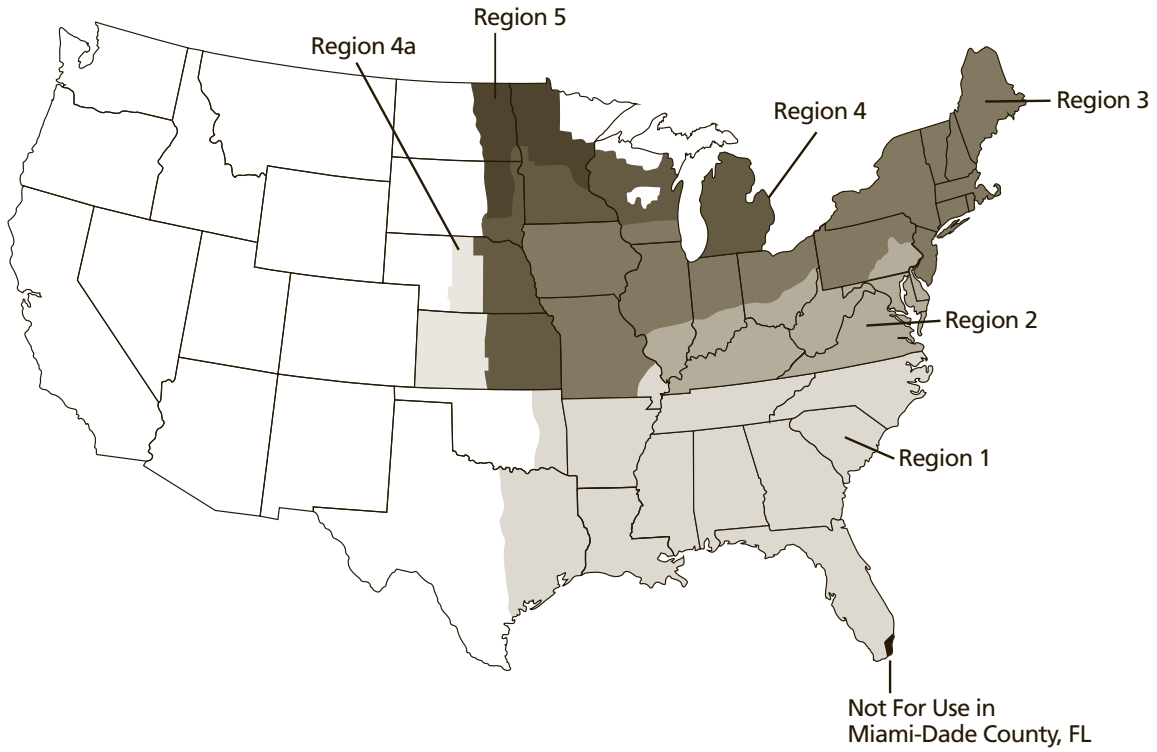 Region 5
Region 4a
Region 4
Region 3
Region 2
Region 1
Not For Use in
Miami-Dade County, FL